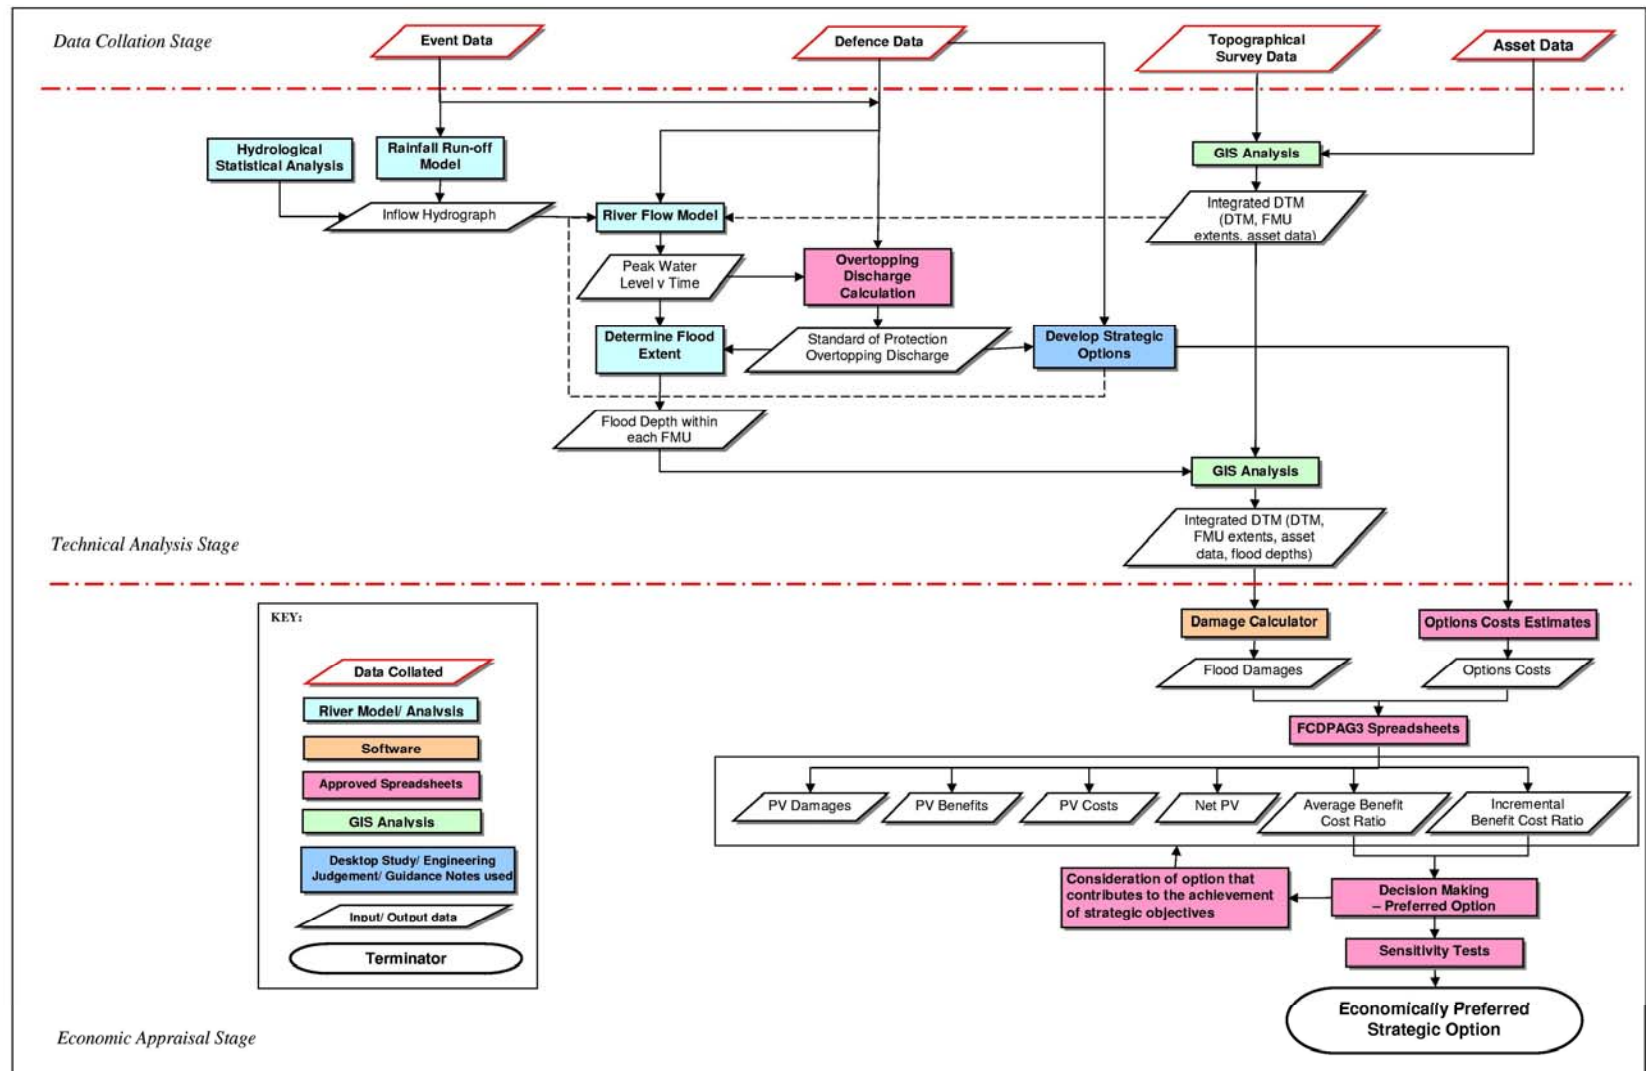 Data Collation Stage
Event Data
Defence Data
Topographical
Survey Data
Asset Data
Hydrological
Statistical Analysis
Rainfall Run-off
Model
GIS Analysis
Inflow Hydrograph
River Flow Model
Integrated DTM
(DTM, FMU
extents, asset data)
Peak Water
Level v Time
Overtopping
Discharge
Calculation
Determine Flood
Extent
Standard of Protection
Overtopping Discharge
Develop Strategic
Options
Flood Depth within
each FMU
GIS Analysis
Integrated DTM (DTM,
FMU extents, asset
data, flood depths)
Technical Analysis Stage
KEY:
Data Collated
River Model/ Analysis
Software
Approved Spreadsheets
GIS Analysis
Desktop Study/ Engineering
Judgement/ Guidance Notes used
Input/ Output data
Terminator
Damage Calculator
Options Costs Estimates
Flood Damages
Options Costs
FCDPAG3 Spreadsheets
PV Damages
PV Benefits
PV Costs
Net PV
Average Benefit
Cost Ratio
Incremental
Benefit Cost Ratio
Consideration of option that
contributes to the achievement
of strategic objectives
Decision Making
– Preferred Option
Sensitivity Tests
Economically Preferred
Strategic Option
Economic Appraisal Stage